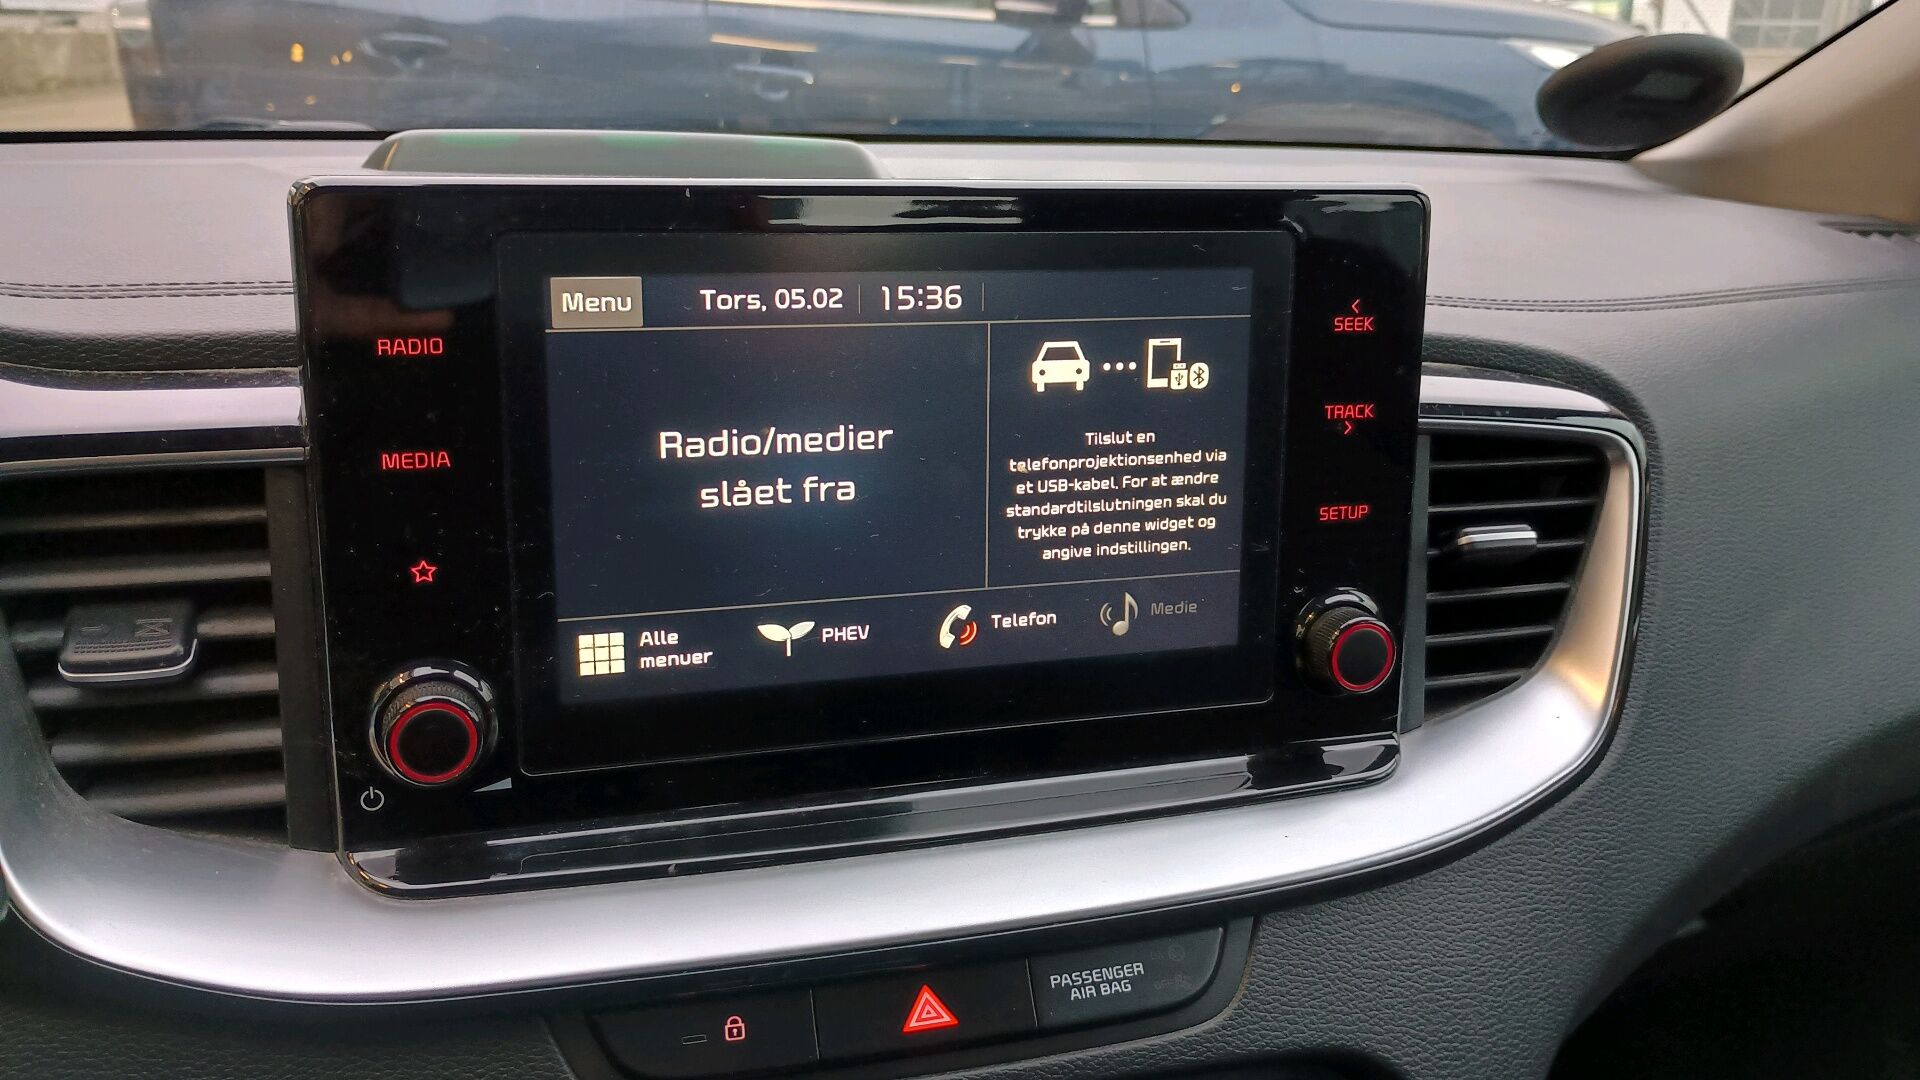 Menu
Tors, 05.02
15:36
RADIO
MEDIA
Radio/medier
slået fra
Tilslut en
telefonprojektionsenhed via
et USB-kabel. For at ændre
standardtilslutningen skal du
trykke på denne widget og
angive indstillingen.
Alle
menuer
PHEV
Telefon
Medie
SEEK
TRACK
SETUP
PASSENGER
AIR BAG